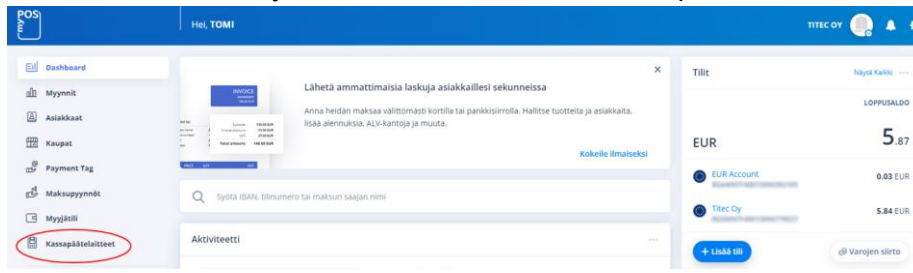 myPOS
Hei, TOMI
TITEC OY
Dashboard
Myynnit
Asiakkaat
Kaupat
Payment Tag
Maksupyynnöt
Myyjätili
Kassapäätelaitteet
INVOICE
Total amount
Lähetä ammattimaisia laskuja asiakkaillesi sekunneissa
Anna heidän maksaa välittömästi kortilla tai pankkisiirrolla. Hallitse tuotteita ja asiakkaita,
lisää alennuksia, ALV-kantoja ja muuta.
Kokeile ilmaiseksi
Syötä IBAN, tilinumero tai maksun saajan nimi
Aktiviteetti
Tilit
Näytä Kaikki
LOPPUSALDO
EUR
5.87
EUR Account
0.03 EUR
Titec Oy
5.84 EUR
+ Lisää tili
Varojen siirto